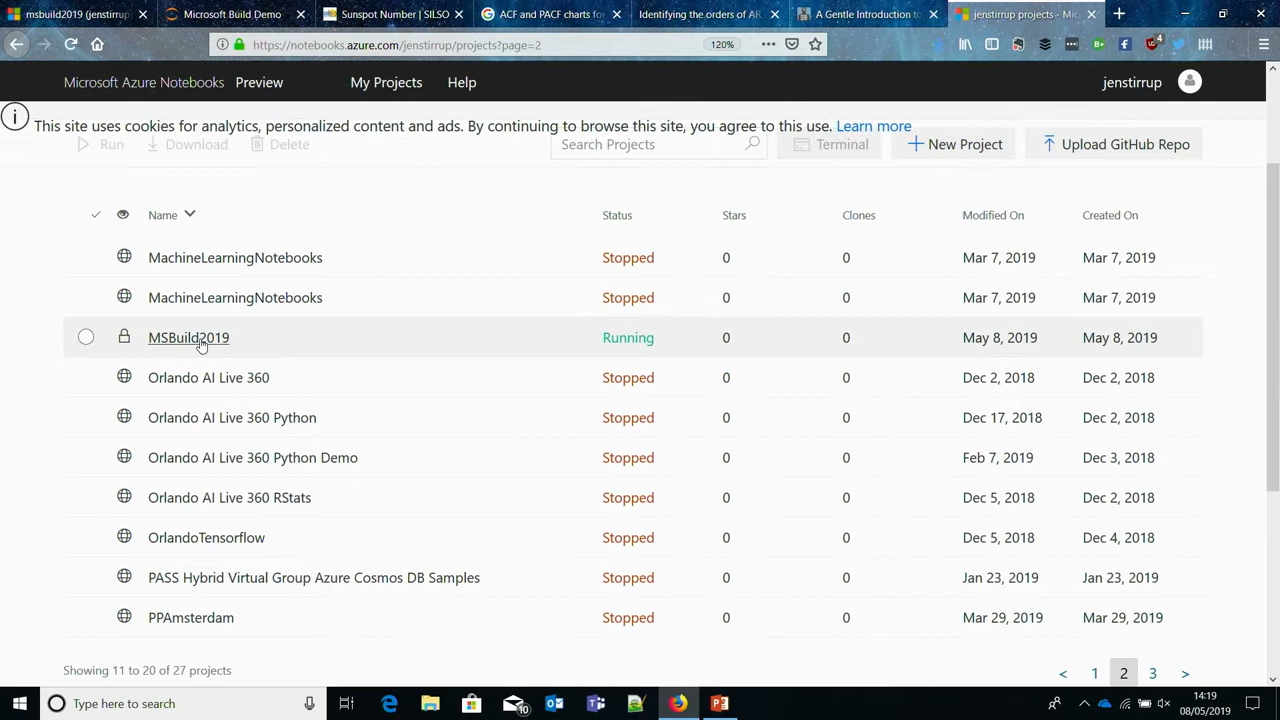 msbuild2019 (jenstirrup
Microsoft Build Demo
Sunspot Number | SILSO
ACF and PACF charts fo
Identifying the orders of AR
A Gentle Introduction to
jenstirrup projects - Mic
https://notebooks.azure.com/jenstirrup/projects?page=2
120%
4
Microsoft Azure Notebooks Preview My Projects Help jenstirrup
This site uses cookies for analytics, personalized content and ads. By continuing to browse this site, you agree to this use. Learn more
Run Download Delete Search Projects Terminal New Project Upload GitHub Repo
Name Status Stars Clones Modified On Created On
MachineLearningNotebooks Stopped 0 0 Mar 7, 2019 Mar 7, 2019
MachineLearningNotebooks Stopped 0 0 Mar 7, 2019 Mar 7, 2019
MSBuild2019 Running 0 0 May 8, 2019 May 8, 2019
Orlando AI Live 360 Stopped 0 0 Dec 2, 2018 Dec 2, 2018
Orlando AI Live 360 Python Stopped 0 0 Dec 17, 2018 Dec 2, 2018
Orlando AI Live 360 Python Demo Stopped 0 0 Feb 7, 2019 Dec 3, 2018
Orlando AI Live 360 RStats Stopped 0 0 Dec 5, 2018 Dec 2, 2018
OrlandoTensorflow Stopped 0 0 Dec 5, 2018 Dec 4, 2018
PASS Hybrid Virtual Group Azure Cosmos DB Samples Stopped 0 0 Jan 23, 2019 Jan 23, 2019
PPAmsterdam Stopped 0 0 Mar 29, 2019 Mar 29, 2019
Showing 11 to 20 of 27 projects < 1 2 3 >
Type here to search
10
14:19
08/05/2019